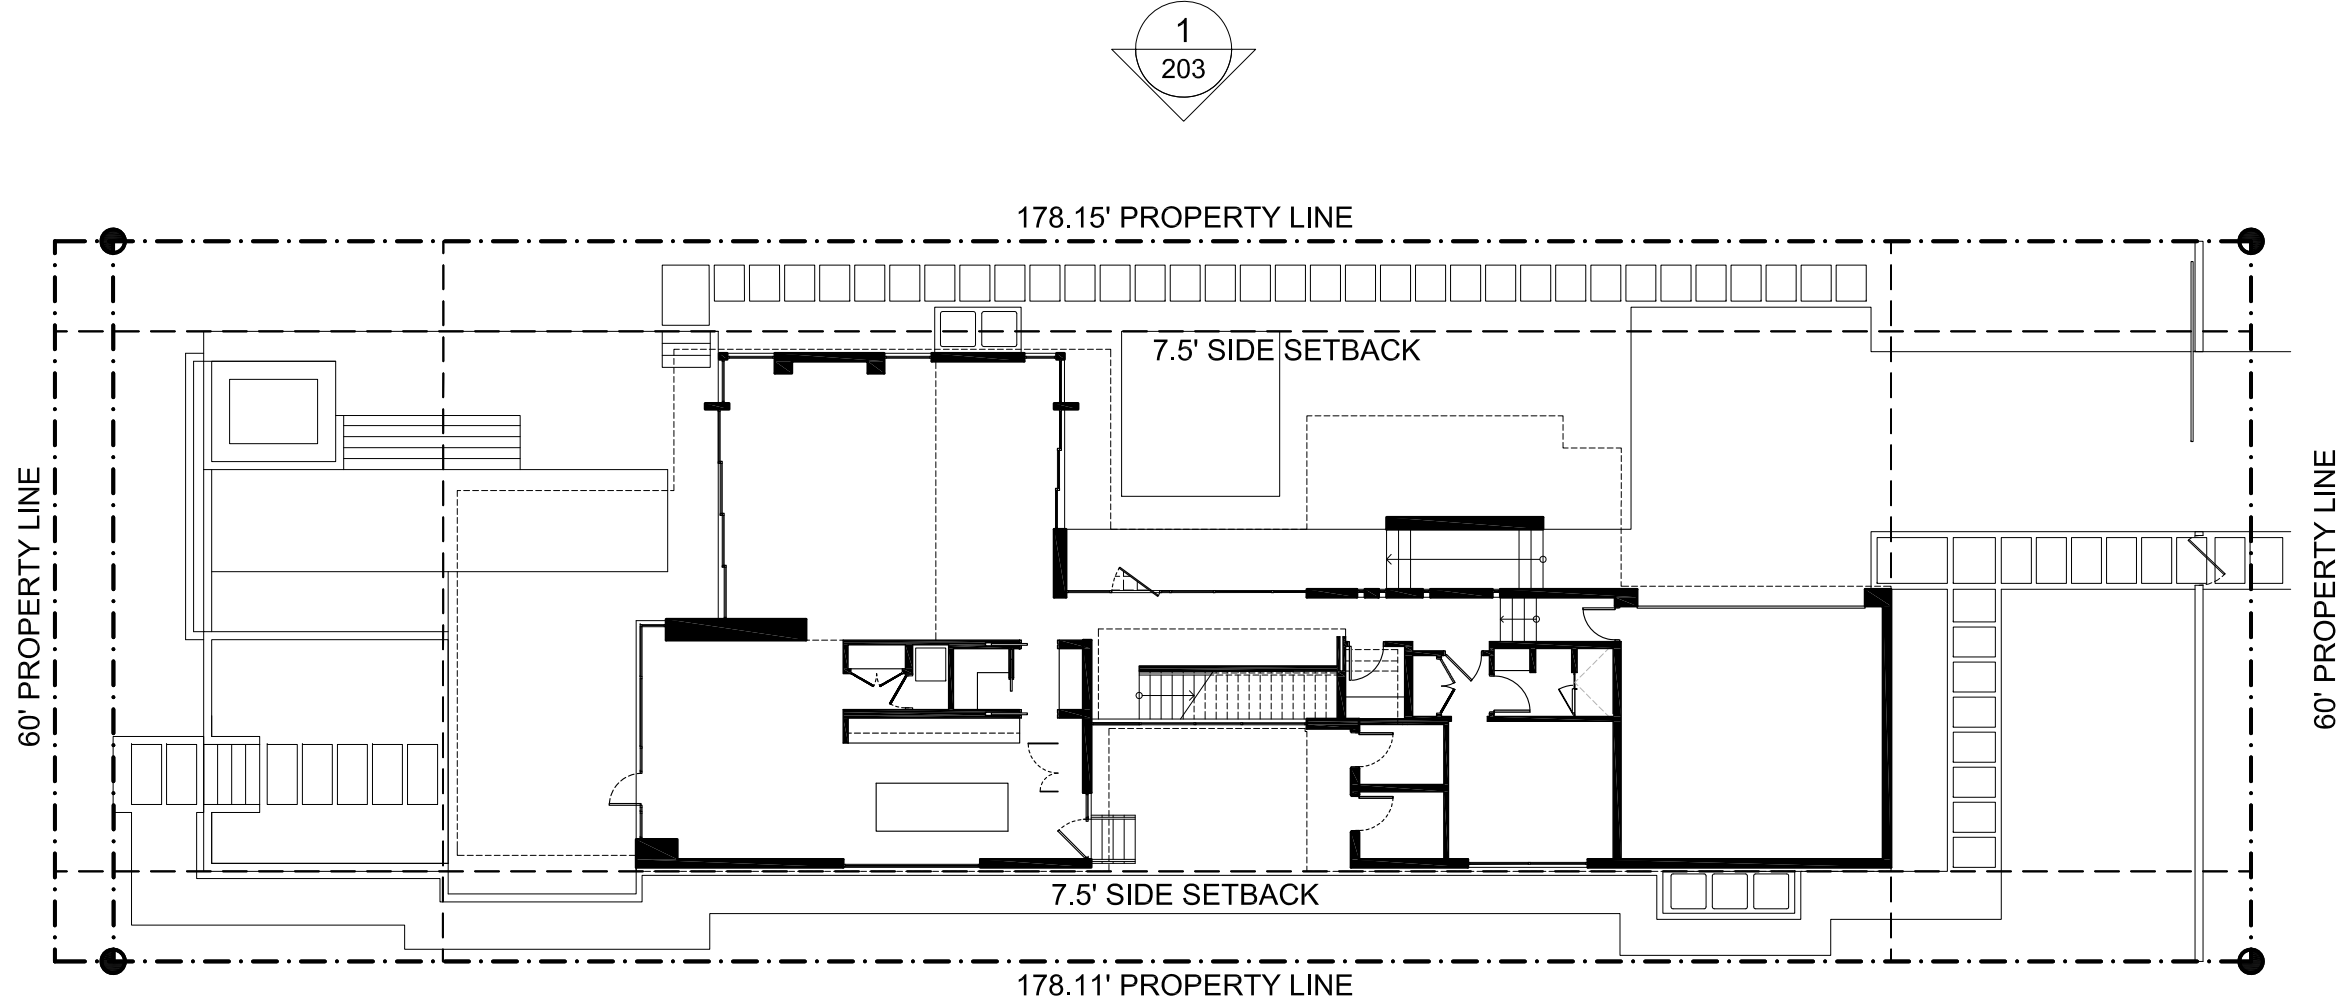 1
203
178.15' PROPERTY LINE
7.5' SIDE SETBACK
60' PROPERTY LINE
60' PROPERTY LINE
7.5' SIDE SETBACK
178.11' PROPERTY LINE